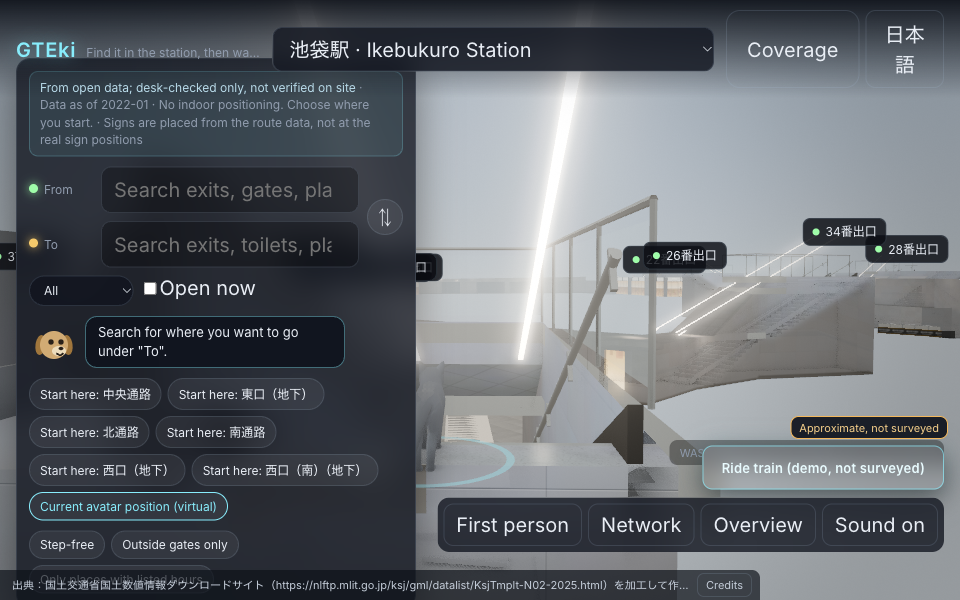 GTEki Find it in the station, then wa...
池袋駅 · Ikebukuro Station
Coverage
日本
語
From open data; desk-checked only, not verified on site ·
Data as of 2022-01 · No indoor positioning. Choose where
you start. · Signs are placed from the route data, not at the
real sign positions
From
Search exits, gates, pla
To
Search exits, toilets, pla
All
Open now
Search for where you want to go
under "To".
Start here: 中央通路
Start here: 東口（地下）
Start here: 北通路
Start here: 南通路
Start here: 西口（地下）
Start here: 西口（南）（地下）
Current avatar position (virtual)
Step-free
Outside gates only
Only places with listed hours
口
26番出口
34番出口
28番出口
Approximate, not surveyed
WAS
Ride train (demo, not surveyed)
First person
Network
Overview
Sound on
出典：国土交通省国土数値情報ダウンロードサイト（https://nlftp.mlit.go.jp/ksj/gml/datalist/KsjTmplt-N02-2025.html）を加工して作...
Credits